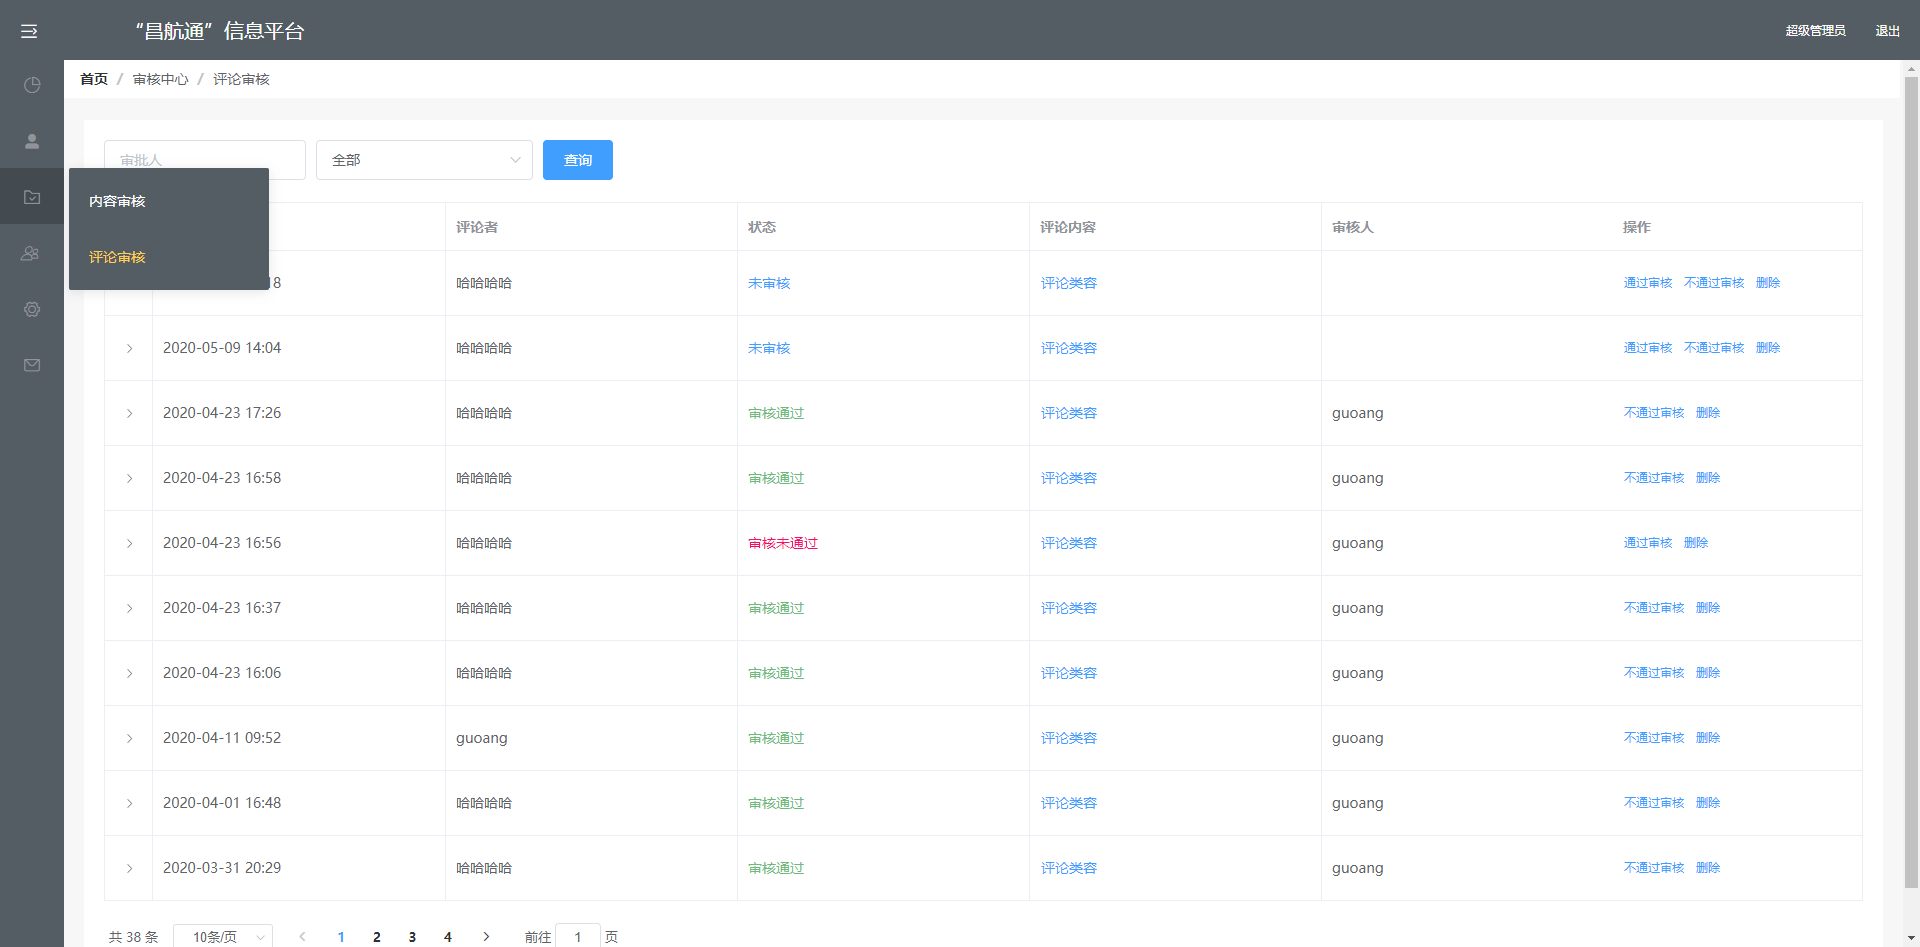 “昌航通”信息平台 超级管理员 退出
首页 / 审核中心 / 评论审核
审批人 全部 查询
内容审核
评论审核
评论者 状态 评论内容 审核人 操作
18 哈哈哈哈 未审核 评论类容 通过审核 不通过审核 删除
2020-05-09 14:04 哈哈哈哈 未审核 评论类容 通过审核 不通过审核 删除
2020-04-23 17:26 哈哈哈哈 审核通过 评论类容 guoang 不通过审核 删除
2020-04-23 16:58 哈哈哈哈 审核通过 评论类容 guoang 不通过审核 删除
2020-04-23 16:56 哈哈哈哈 审核未通过 评论类容 guoang 通过审核 删除
2020-04-23 16:37 哈哈哈哈 审核通过 评论类容 guoang 不通过审核 删除
2020-04-23 16:06 哈哈哈哈 审核通过 评论类容 guoang 不通过审核 删除
2020-04-11 09:52 guoang 审核通过 评论类容 guoang 不通过审核 删除
2020-04-01 16:48 哈哈哈哈 审核通过 评论类容 guoang 不通过审核 删除
2020-03-31 20:29 哈哈哈哈 审核通过 评论类容 guoang 不通过审核 删除
共 38 条 10条/页 1 2 3 4 前往 1 页